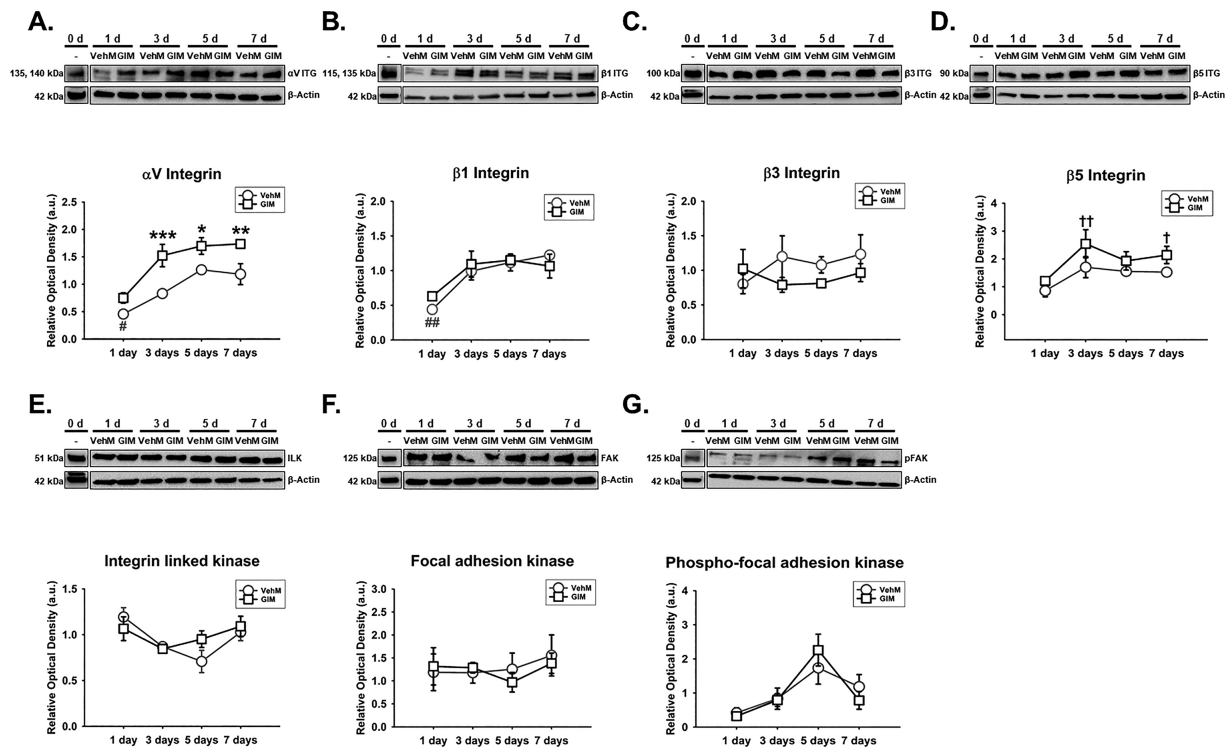 A.
0 d 1 d 3 d 5 d 7 d
- VehM GIM VehM GIM VehM GIM VehM GIM
135, 140 kDa αV ITG
42 kDa β-Actin
αV Integrin
VehM
GIM
Relative Optical Density (a.u.)
2.5
2.0
1.5
1.0
0.5
0.0
*** * **
#
1 day 3 days 5 days 7 days
B.
0 d 1 d 3 d 5 d 7 d
- VehM GIM VehM GIM VehM GIM VehM GIM
115, 135 kDa β1 ITG
42 kDa β-Actin
β1 Integrin
VehM
GIM
Relative Optical Density (a.u.)
2.0
1.5
1.0
0.5
0.0
##
1 day 3 days 5 days 7 days
C.
0 d 1 d 3 d 5 d 7 d
- VehM GIM VehM GIM VehM GIM VehM GIM
100 kDa β3 ITG
42 kDa β-Actin
β3 Integrin
VehM
GIM
Relative Optical Density (a.u.)
2.0
1.5
1.0
0.5
0.0
1 day 3 days 5 days 7 days
D.
0 d 1 d 3 d 5 d 7 d
- VehM GIM VehM GIM VehM GIM VehM GIM
90 kDa β5 ITG
42 kDa β-Actin
β5 Integrin
VehM
GIM
Relative Optical Density (a.u.)
4
3
2
1
0
†† †
1 day 3 days 5 days 7 days
E.
0 d 1 d 3 d 5 d 7 d
- VehM GIM VehM GIM VehM GIM VehM GIM
51 kDa ILK
42 kDa β-Actin
Integrin linked kinase
VehM
GIM
Relative Optical Density (a.u.)
1.5
1.0
0.5
0.0
1 day 3 days 5 days 7 days
F.
0 d 1 d 3 d 5 d 7 d
- VehM GIM VehM GIM VehM GIM VehM GIM
125 kDa FAK
42 kDa β-Actin
Focal adhesion kinase
VehM
GIM
Relative Optical Density (a.u.)
3.0
2.5
2.0
1.5
1.0
0.5
0.0
1 day 3 days 5 days 7 days
G.
0 d 1 d 3 d 5 d 7 d
- VehM GIM VehM GIM VehM GIM VehM GIM
125 kDa pFAK
42 kDa β-Actin
Phospho-focal adhesion kinase
VehM
GIM
Relative Optical Density (a.u.)
4
3
2
1
0
1 day 3 days 5 days 7 days